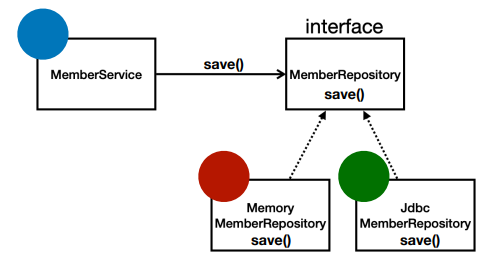 interface
MemberService
save()
MemberRepository
save()
Memory
MemberRepository
save()
Jdbc
MemberRepository
save()